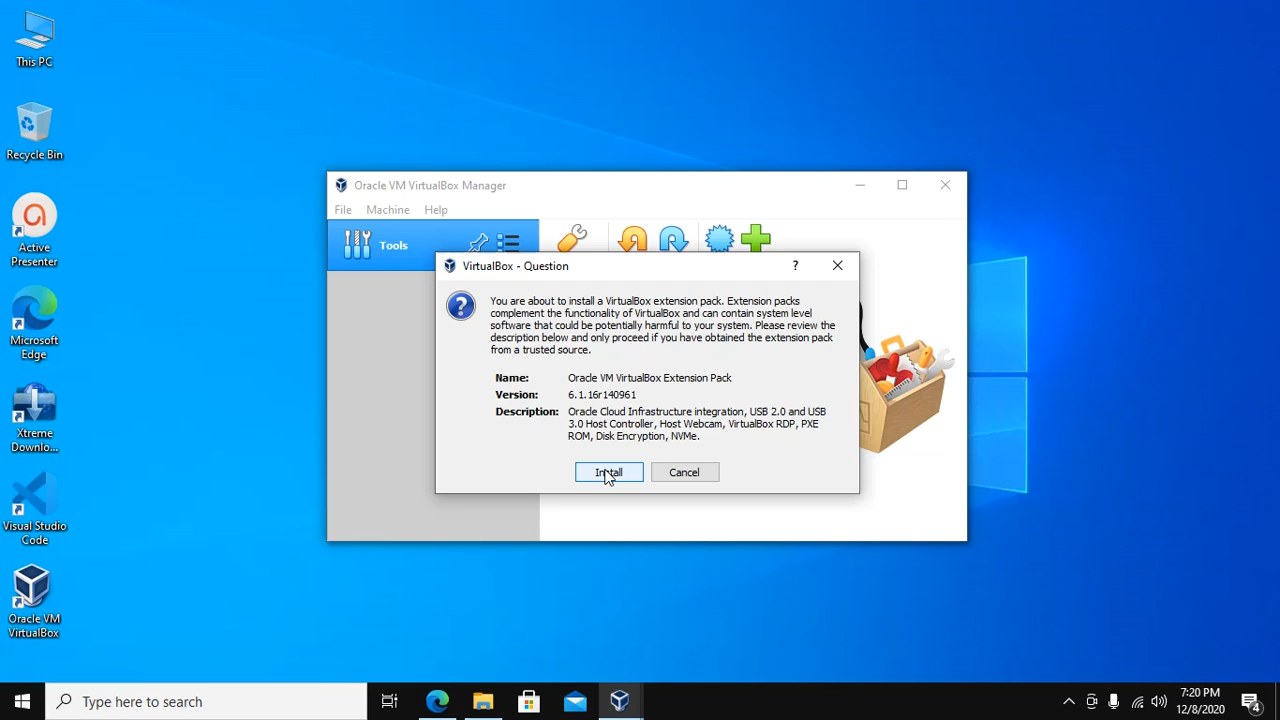 This PC
Recycle Bin
Active
Presenter
Microsoft
Edge
Xtreme
Downlo...
Visual Studio
Code
Oracle VM
VirtualBox
Oracle VM VirtualBox Manager
File Machine Help
Tools
VirtualBox - Question
?
You are about to install a VirtualBox extension pack. Extension packs
complement the functionality of VirtualBox and can contain system level
software that could be potentially harmful to your system. Please review the
description below and only proceed if you have obtained the extension pack
from a trusted source.
Name: Oracle VM VirtualBox Extension Pack
Version: 6.1.16r140961
Description: Oracle Cloud Infrastructure integration, USB 2.0 and USB
3.0 Host Controller, Host Webcam, VirtualBox RDP, PXE
ROM, Disk Encryption, NVMe.
Install Cancel
Type here to search
7:20 PM
12/8/2020
4